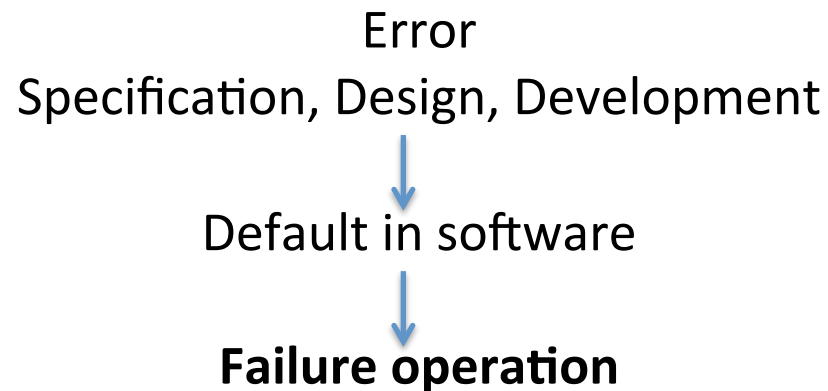 Error
Specification, Design, Development
Default in software
Failure operation